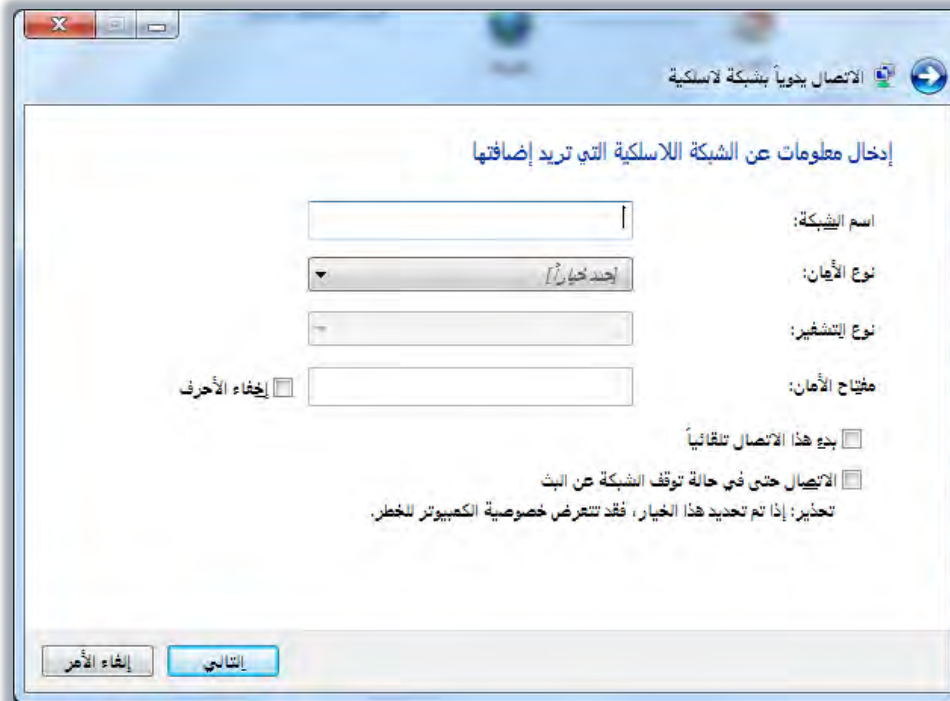 الاتصال يدوياً بشبكة لاسلكية
إدخال معلومات عن الشبكة اللاسلكية التي تريد إضافتها
اسم الشبكة:
نوع الأمان:
[حدد خياراً]
نوع التشفير:
مفتاح الأمان:
إخفاء الأحرف
بدء هذا الاتصال تلقائياً
الاتصال حتى في حالة توقف الشبكة عن البث
تحذير: إذا تم تحديد هذا الخيار، فقد تتعرض خصوصية الكمبيوتر للخطر.
التالي
إلغاء الأمر